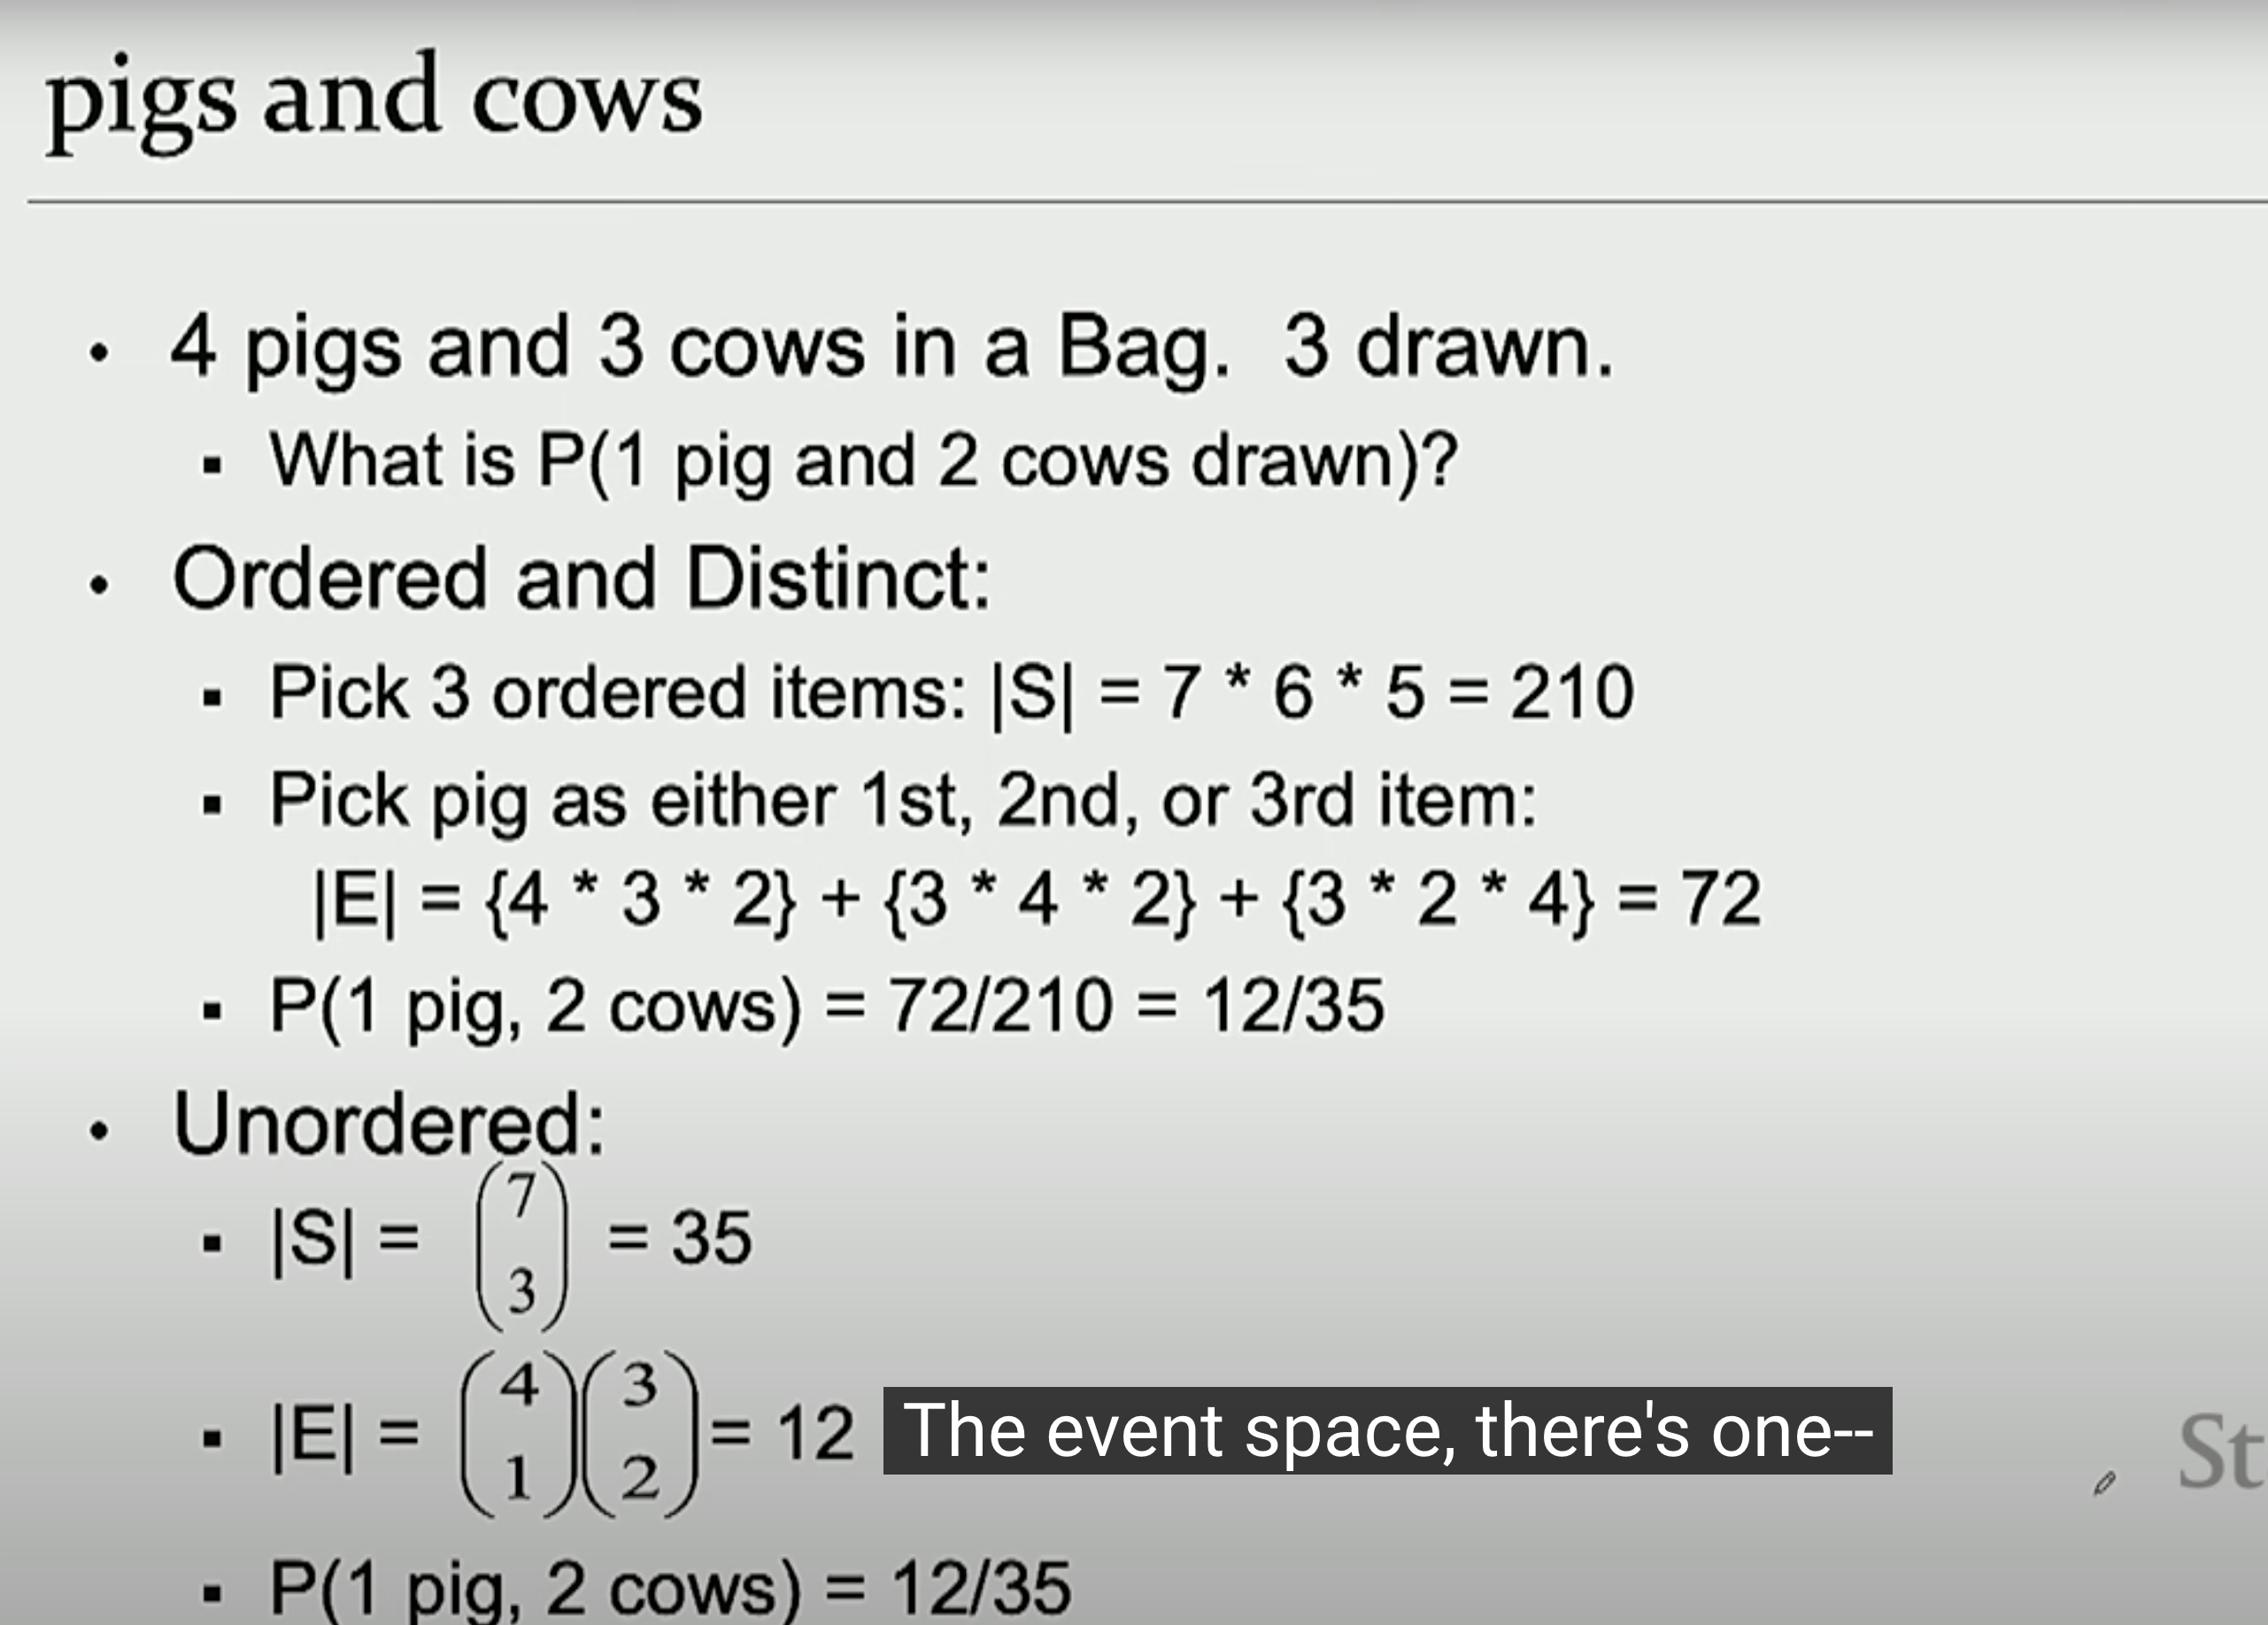 pigs and cows
• 4 pigs and 3 cows in a Bag. 3 drawn.
▪ What is P(1 pig and 2 cows drawn)?
• Ordered and Distinct:
▪ Pick 3 ordered items: |S| = 7 * 6 * 5 = 210
▪ Pick pig as either 1st, 2nd, or 3rd item:
|E| = {4 * 3 * 2} + {3 * 4 * 2} + {3 * 2 * 4} = 72
▪ P(1 pig, 2 cows) = 72/210 = 12/35
• Unordered:
▪ |S| = (7 3) = 35
▪ |E| = (4 1)(3 2) = 12
The event space, there's one--
St
▪ P(1 pig, 2 cows) = 12/35